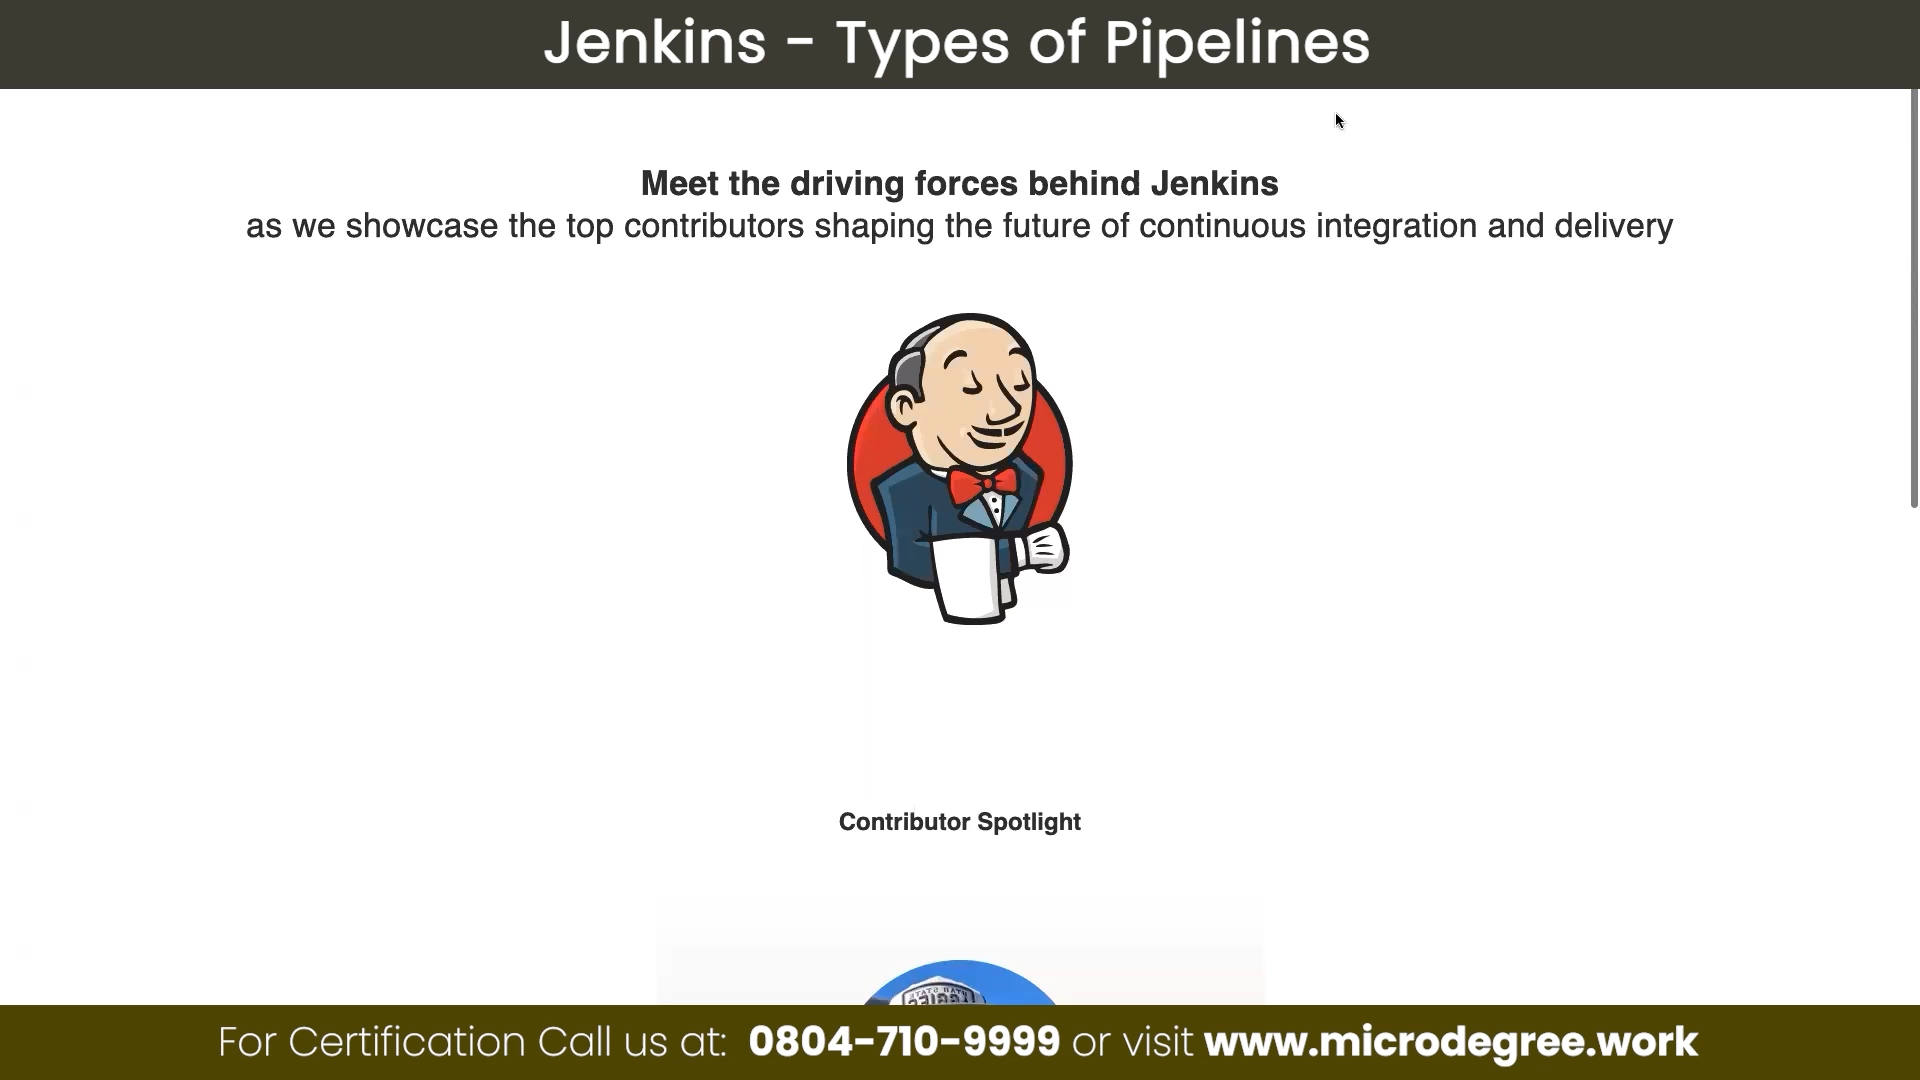 Jenkins - Types of Pipelines
Meet the driving forces behind Jenkins
as we showcase the top contributors shaping the future of continuous integration and delivery
Contributor Spotlight
For Certification Call us at: 0804-710-9999 or visit www.microdegree.work